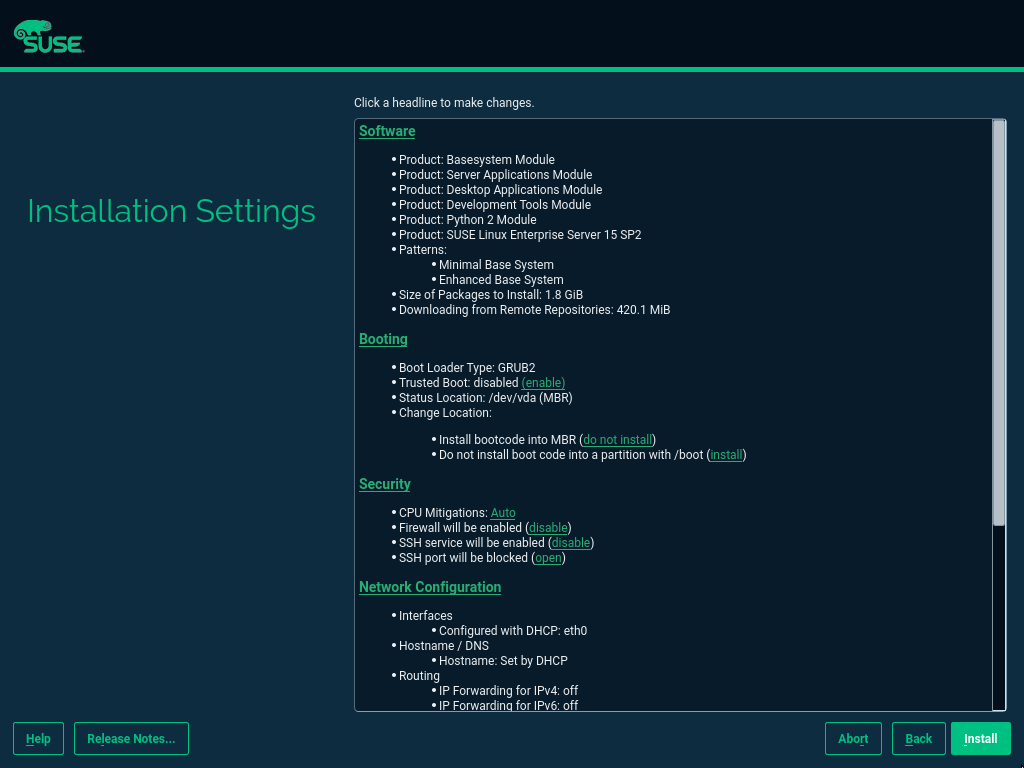 SUSE
Click a headline to make changes.
Installation Settings
Software
• Product: Basesystem Module
• Product: Server Applications Module
• Product: Desktop Applications Module
• Product: Development Tools Module
• Product: Python 2 Module
• Product: SUSE Linux Enterprise Server 15 SP2
• Patterns:
• Minimal Base System
• Enhanced Base System
• Size of Packages to Install: 1.8 GiB
• Downloading from Remote Repositories: 420.1 MiB
Booting
• Boot Loader Type: GRUB2
• Trusted Boot: disabled (enable)
• Status Location: /dev/vda (MBR)
• Change Location:
• Install bootcode into MBR (do not install)
• Do not install boot code into a partition with /boot (install)
Security
• CPU Mitigations: Auto
• Firewall will be enabled (disable)
• SSH service will be enabled (disable)
• SSH port will be blocked (open)
Network Configuration
• Interfaces
• Configured with DHCP: eth0
• Hostname / DNS
• Hostname: Set by DHCP
• Routing
• IP Forwarding for IPv4: off
• IP Forwarding for IPv6: off
Help
Release Notes...
Abort
Back
Install